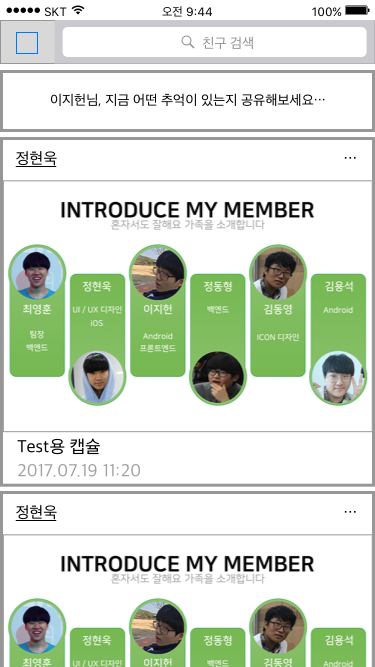 SKT 오전 9:44 100%
친구 검색
이지헌님, 지금 어떤 추억이 있는지 공유해보세요…
정현욱 …
INTRODUCE MY MEMBER
혼자서도 잘해요 가족을 소개합니다
최영훈
팀장
백엔드
정현욱
UI / UX 디자인
iOS
이지헌
Android
프론트엔드
정동형
백엔드
김동영
ICON 디자인
김용석
Android
Test용 캡슐
2017.07.19 11:20
정현욱 …
INTRODUCE MY MEMBER
혼자서도 잘해요 가족을 소개합니다
최영훈
정현욱
UI / UX 디자인
이지헌
정동형
백엔드
김동영
김용석
Android